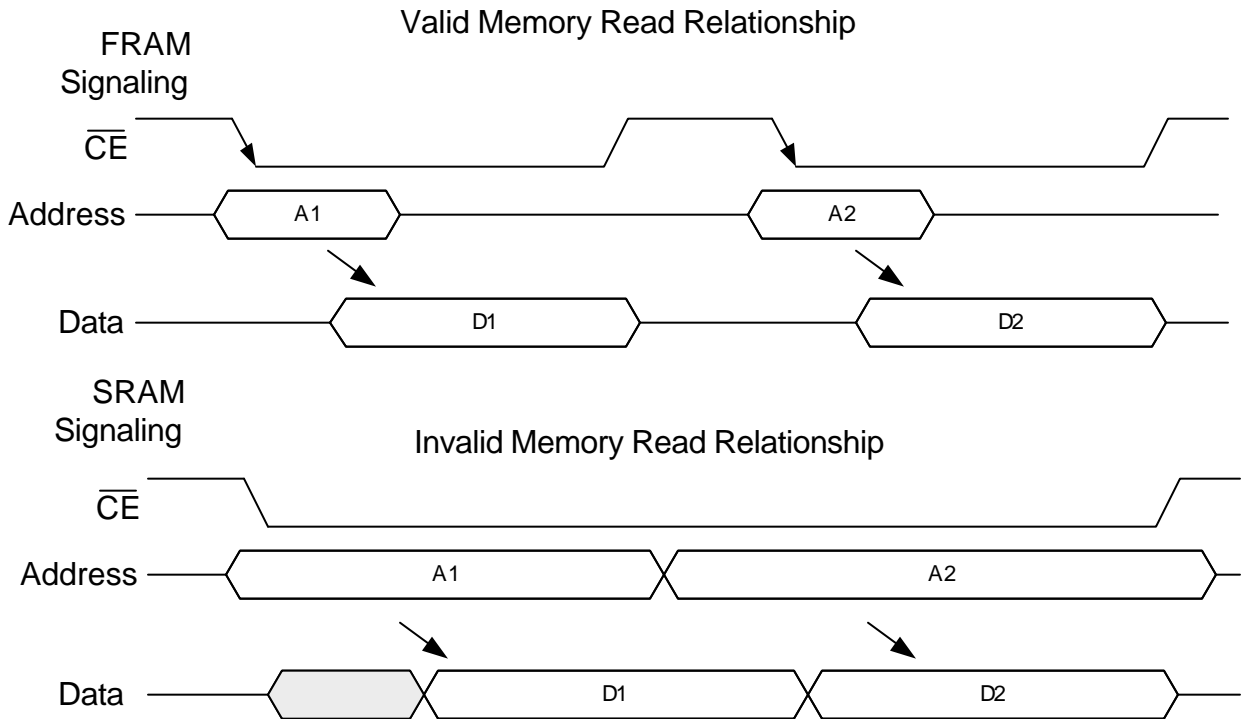 Valid Memory Read Relationship
FRAM
Signaling
CE
Address
A1
A2
Data
D1
D2
SRAM
Signaling
Invalid Memory Read Relationship
CE
Address
A1
A2
Data
D1
D2